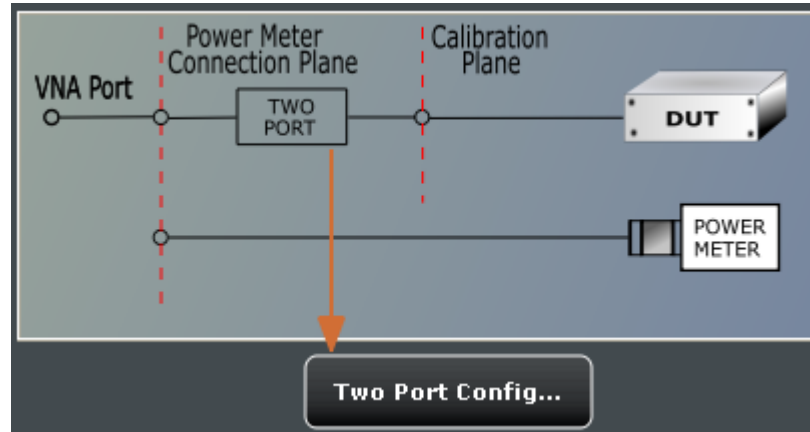 Power Meter
Connection Plane
Calibration
Plane
VNA Port
TWO
PORT
DUT
POWER
METER
Two Port Config...